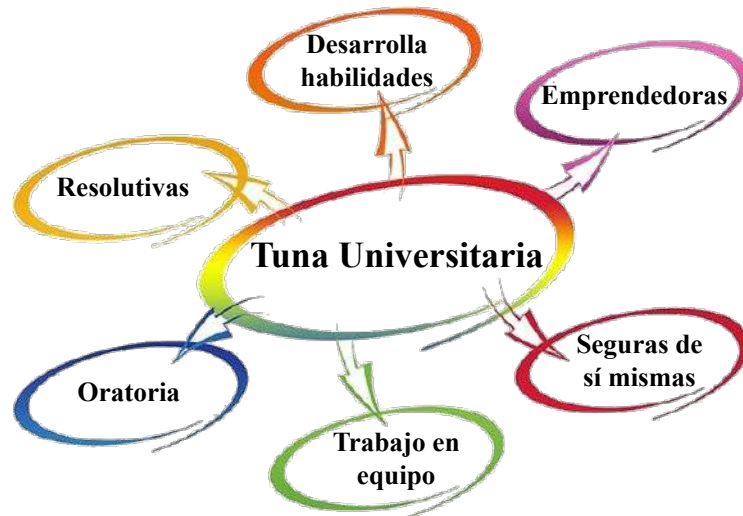 Desarrolla
habilidades
Emprendedoras
Resolutivas
Tuna Universitaria
Seguras de
sí mismas
Oratoria
Trabajo en
equipo